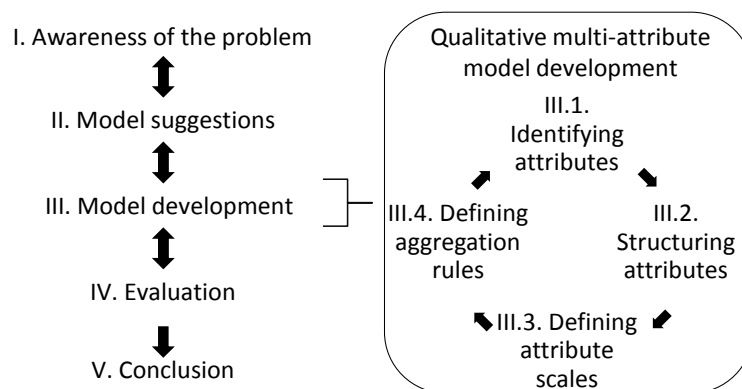 I. Awareness of the problem
II. Model suggestions
III. Model development
IV. Evaluation
V. Conclusion
Qualitative multi-attribute
model development
III.1.
Identifying
attributes
III.2.
Structuring
attributes
III.3. Defining
attribute
scales
III.4. Defining
aggregation
rules